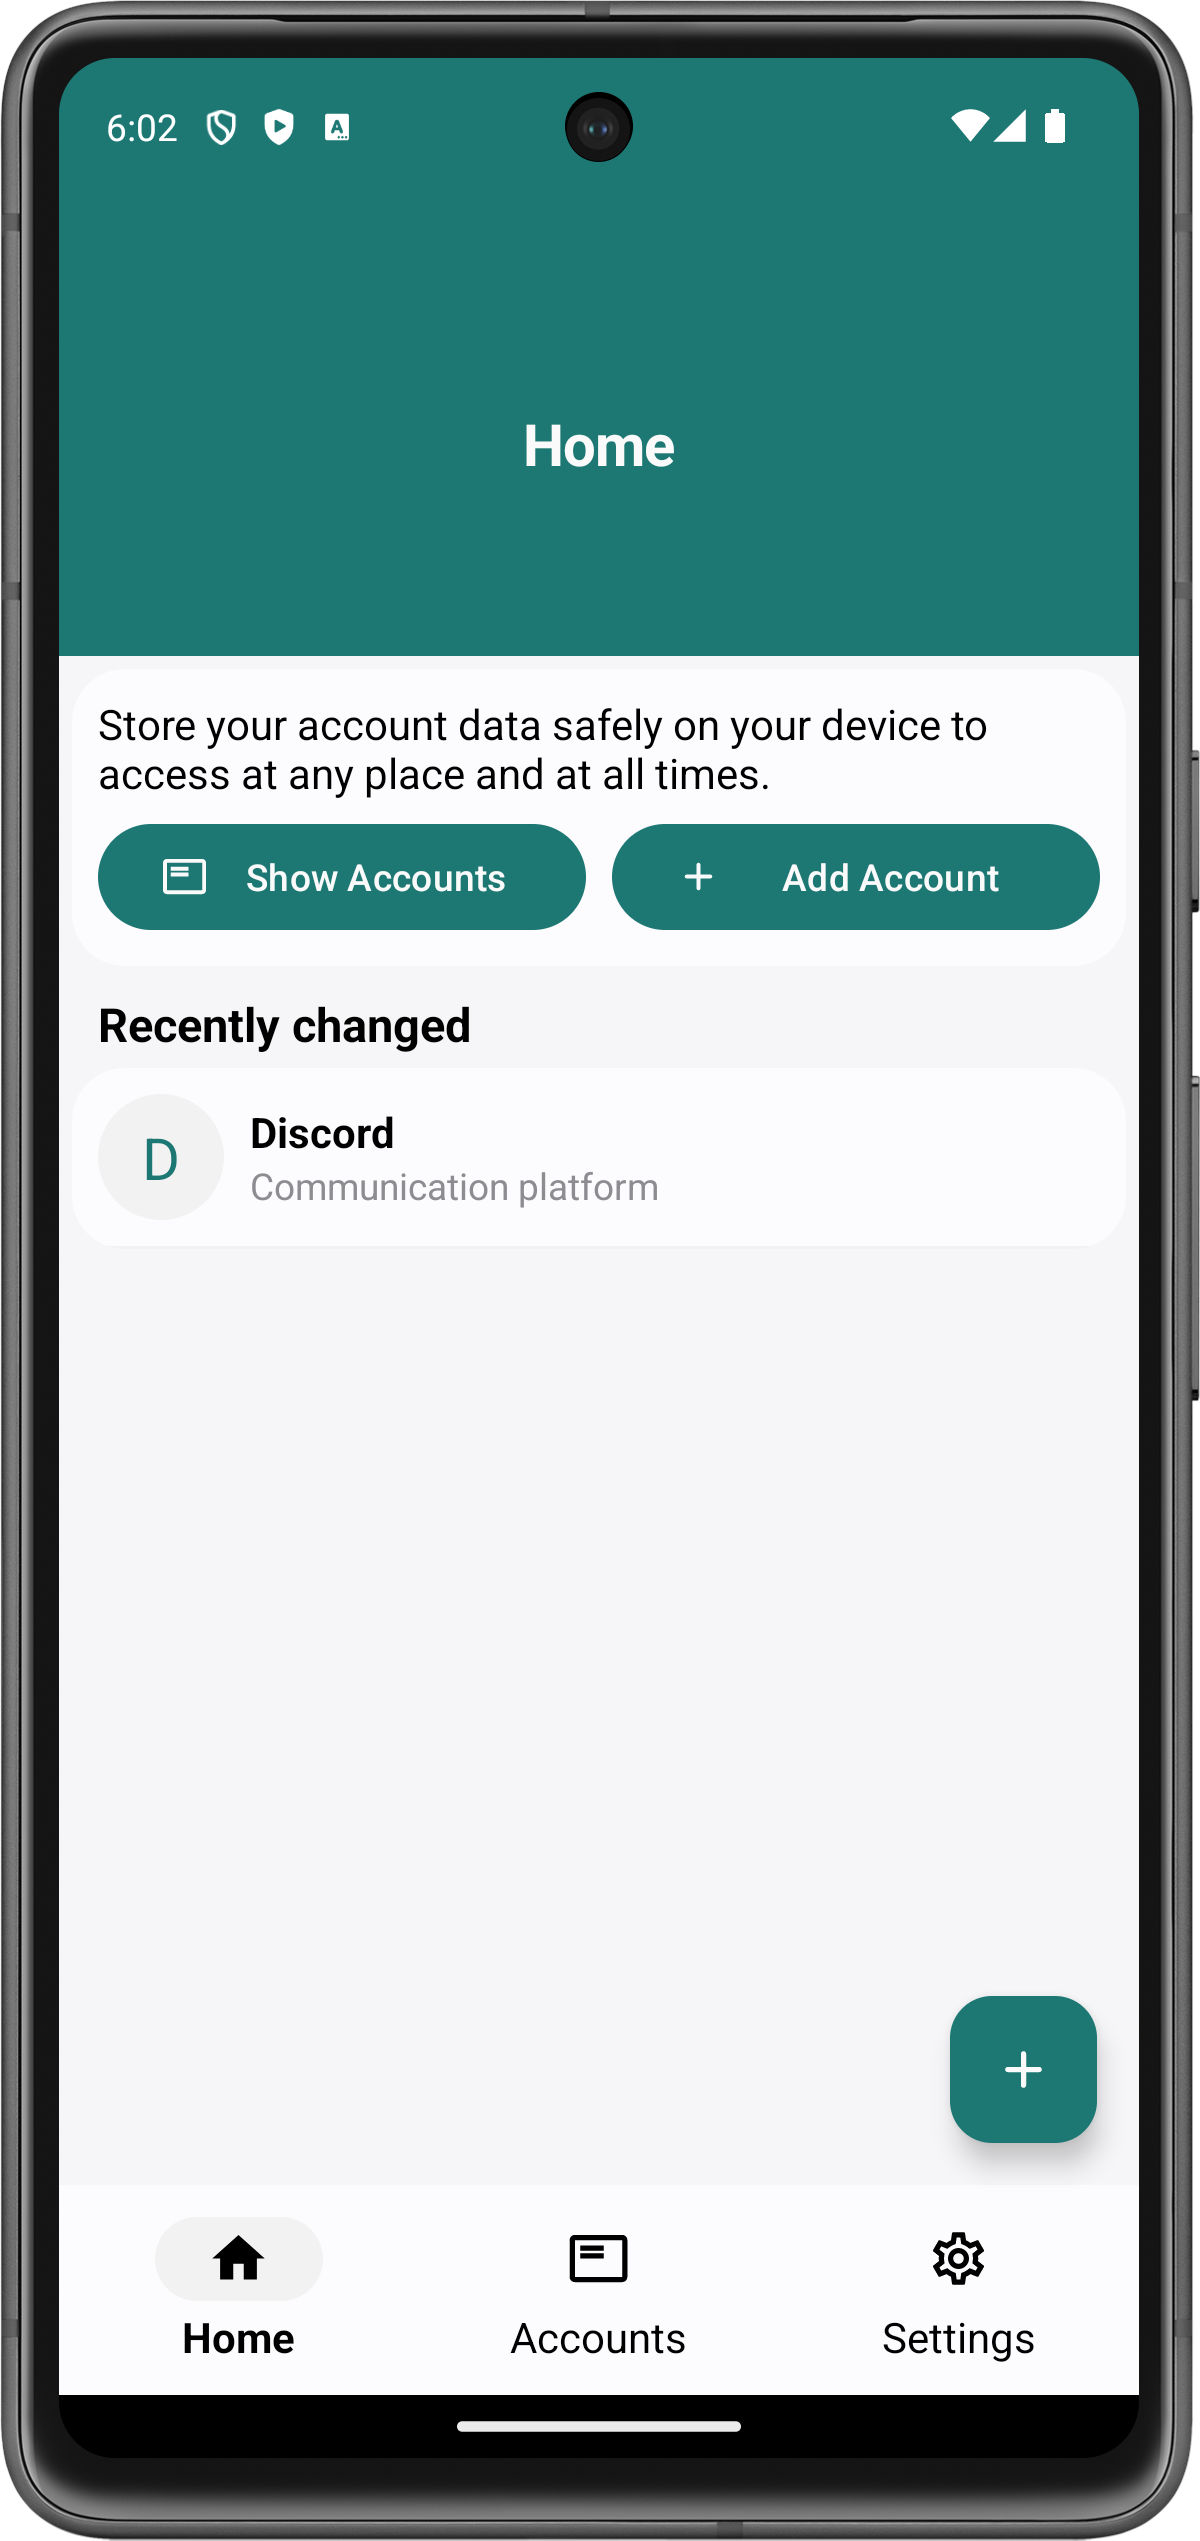 6:02
Home
Store your account data safely on your device to
access at any place and at all times.
Show Accounts
Add Account
Recently changed
D
Discord
Communication platform
Home
Accounts
Settings